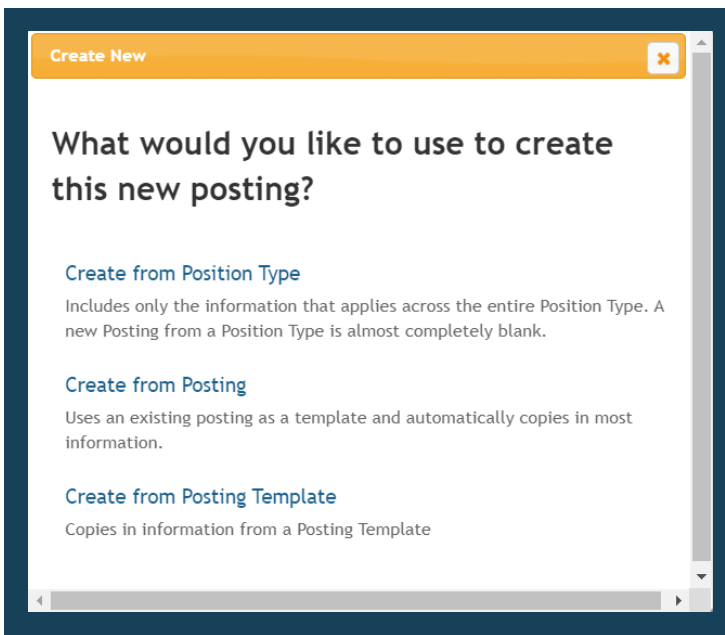 Create New
What would you like to use to create
this new posting?
Create from Position Type
Includes only the information that applies across the entire Position Type. A
new Posting from a Position Type is almost completely blank.
Create from Posting
Uses an existing posting as a template and automatically copies in most
information.
Create from Posting Template
Copies in information from a Posting Template